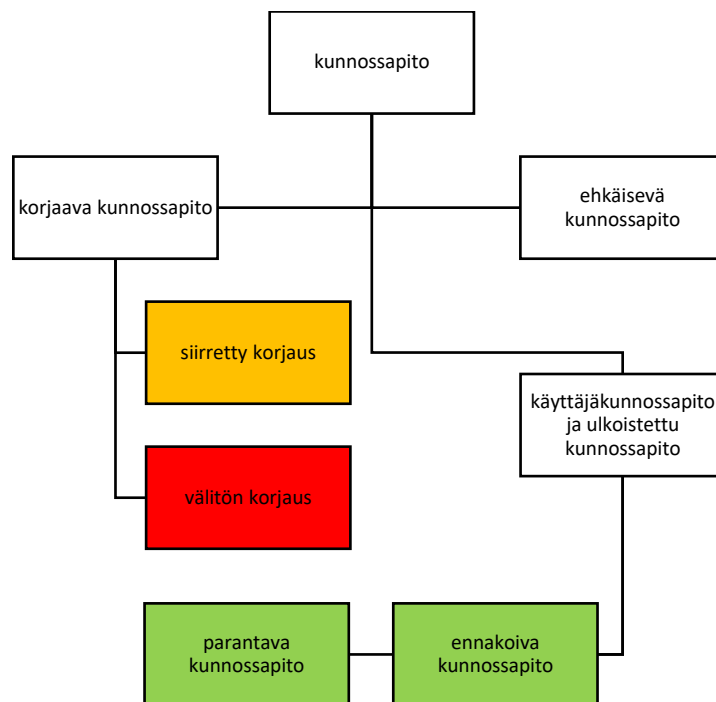 kunnossapito
korjaava kunnossapito
ehkäisevä
kunnossapito
siirretty korjaus
käyttäjäkunnossapito
ja ulkoistettu
kunnossapito
välitön korjaus
parantava
kunnossapito
ennakoiva
kunnossapito